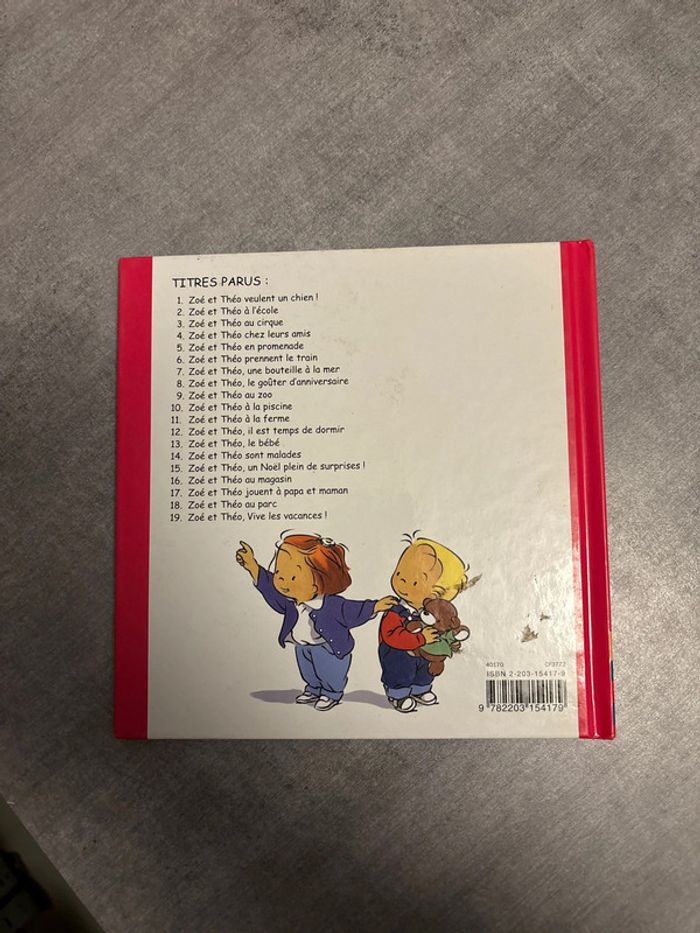 TITRES PARUS :
1. Zoé et Théo veulent un chien !
2. Zoé et Théo à l'école
3. Zoé et Théo au cirque
4. Zoé et Théo chez leurs amis
5. Zoé et Théo en promenade
6. Zoé et Théo prennent le train
7. Zoé et Théo, une bouteille à la mer
8. Zoé et Théo, le goûter d'anniversaire
9. Zoé et Théo au zoo
10. Zoé et Théo à la piscine
11. Zoé et Théo à la ferme
12. Zoé et Théo, il est temps de dormir
13. Zoé et Théo, le bébé
14. Zoé et Théo sont malades
15. Zoé et Théo, un Noël plein de surprises !
16. Zoé et Théo au magasin
17. Zoé et Théo jouent à papa et maman
18. Zoé et Théo au parc
19. Zoé et Théo, Vive les vacances !
40170 CF3772
ISBN 2-203-15417-9
9 782203 154179